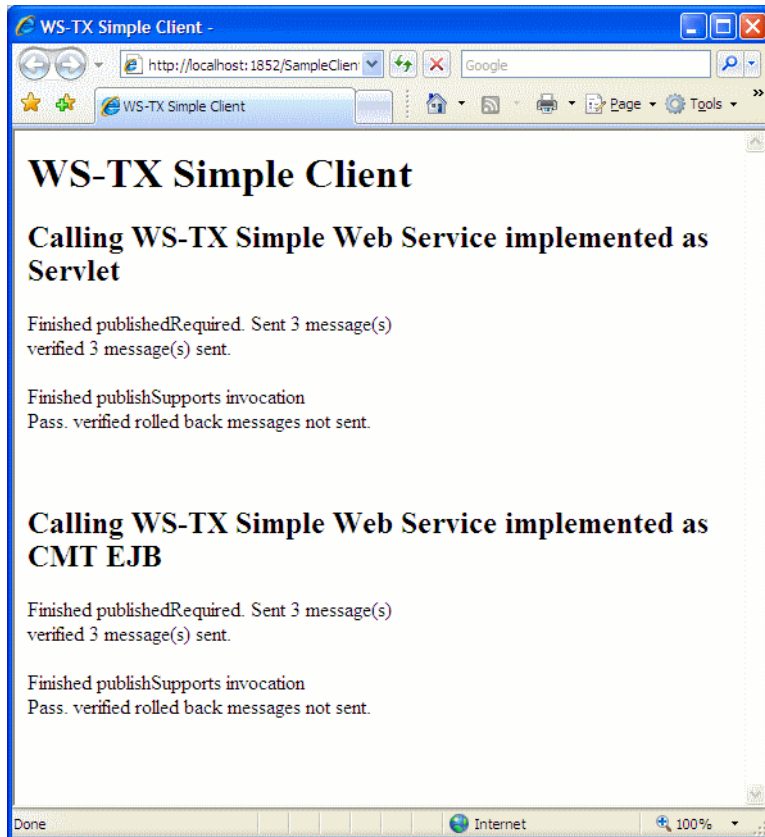 WS-TX Simple Client -
http://localhost:1852/SampleClien
Google
WS-TX Simple Client
Page
Tools
»
WS-TX Simple Client
Calling WS-TX Simple Web Service implemented as
Servlet
Finished publishedRequired. Sent 3 message(s)
verified 3 message(s) sent.
Finished publishSupports invocation
Pass. verified rolled back messages not sent.
Calling WS-TX Simple Web Service implemented as
CMT EJB
Finished publishedRequired. Sent 3 message(s)
verified 3 message(s) sent.
Finished publishSupports invocation
Pass. verified rolled back messages not sent.
Done
Internet
100%